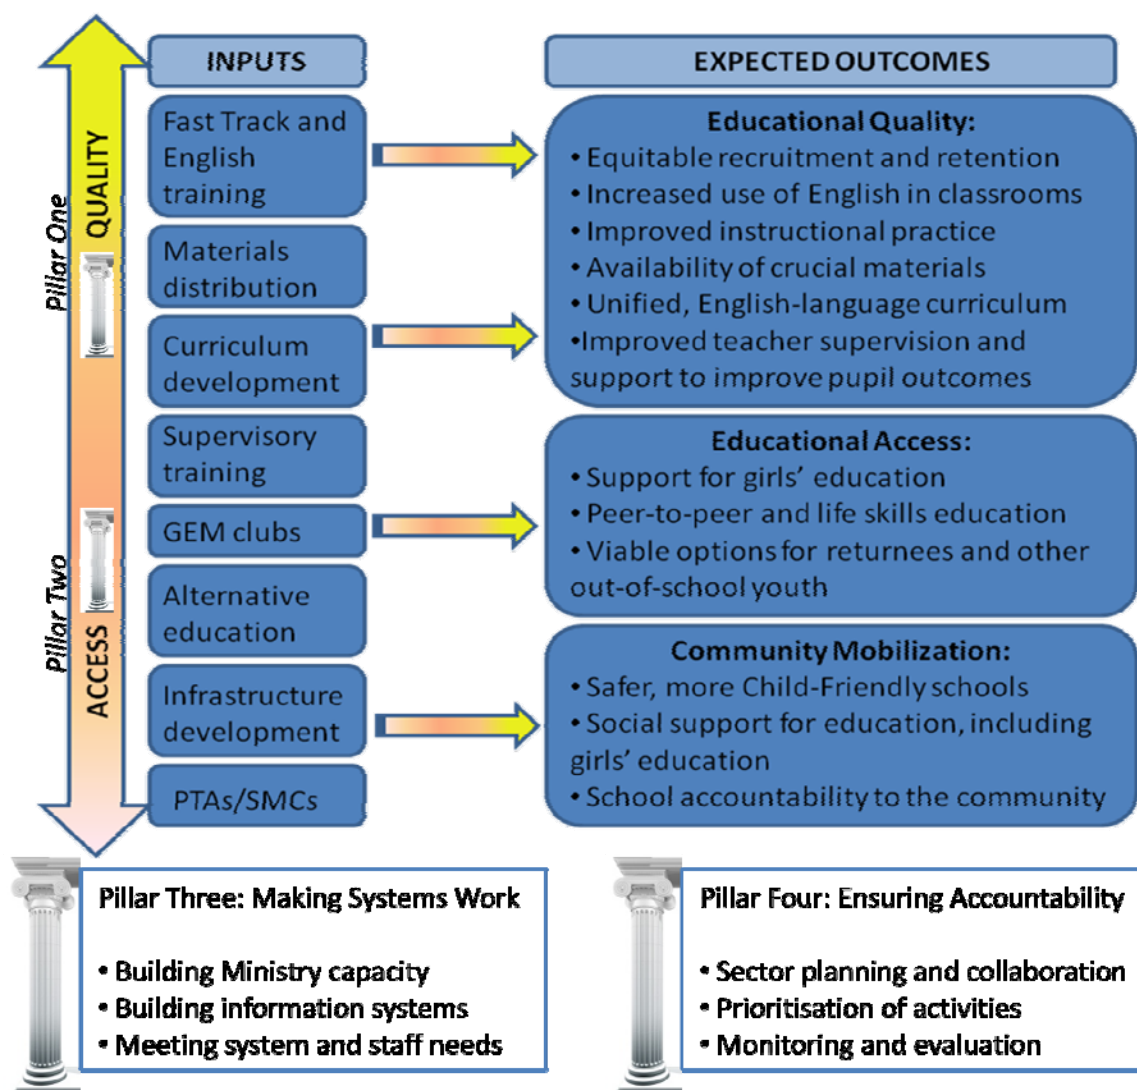 INPUTS
EXPECTED OUTCOMES
Pillar One
QUALITY
Pillar Two
ACCESS
Fast Track and
English
training
Materials
distribution
Curriculum
development
Supervisory
training
GEM clubs
Alternative
education
Infrastructure
development
PTAs/SMCs
Educational Quality:
• Equitable recruitment and retention
• Increased use of English in classrooms
• Improved instructional practice
• Availability of crucial materials
• Unified, English-language curriculum
•Improved teacher supervision and
support to improve pupil outcomes
Educational Access:
• Support for girls’ education
• Peer-to-peer and life skills education
• Viable options for returnees and other
out-of-school youth
Community Mobilization:
• Safer, more Child-Friendly schools
• Social support for education, including
girls’ education
• School accountability to the community
Pillar Three: Making Systems Work
• Building Ministry capacity
• Building information systems
• Meeting system and staff needs
Pillar Four: Ensuring Accountability
• Sector planning and collaboration
• Prioritisation of activities
• Monitoring and evaluation